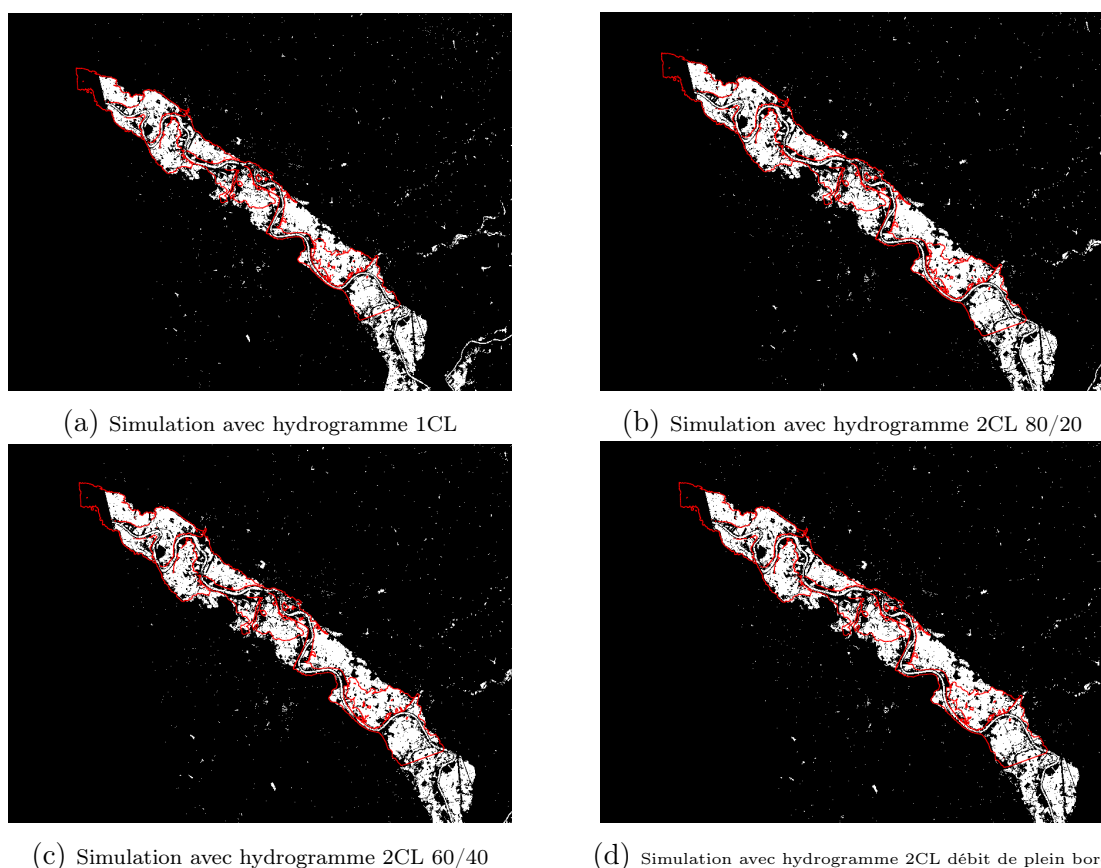 (a) Simulation avec hydrogramme 1CL
(b) Simulation avec hydrogramme 2CL 80/20
(c) Simulation avec hydrogramme 2CL 60/40
(d) Simulation avec hydrogramme 2CL débit de plein bor